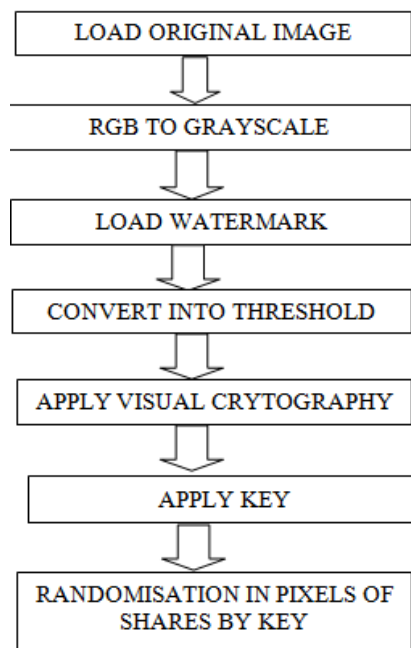 LOAD ORIGINAL IMAGE
RGB TO GRAYSCALE
LOAD WATERMARK
CONVERT INTO THRESHOLD
APPLY VISUAL CRYTOGRAPHY
APPLY KEY
RANDOMISATION IN PIXELS OF
SHARES BY KEY